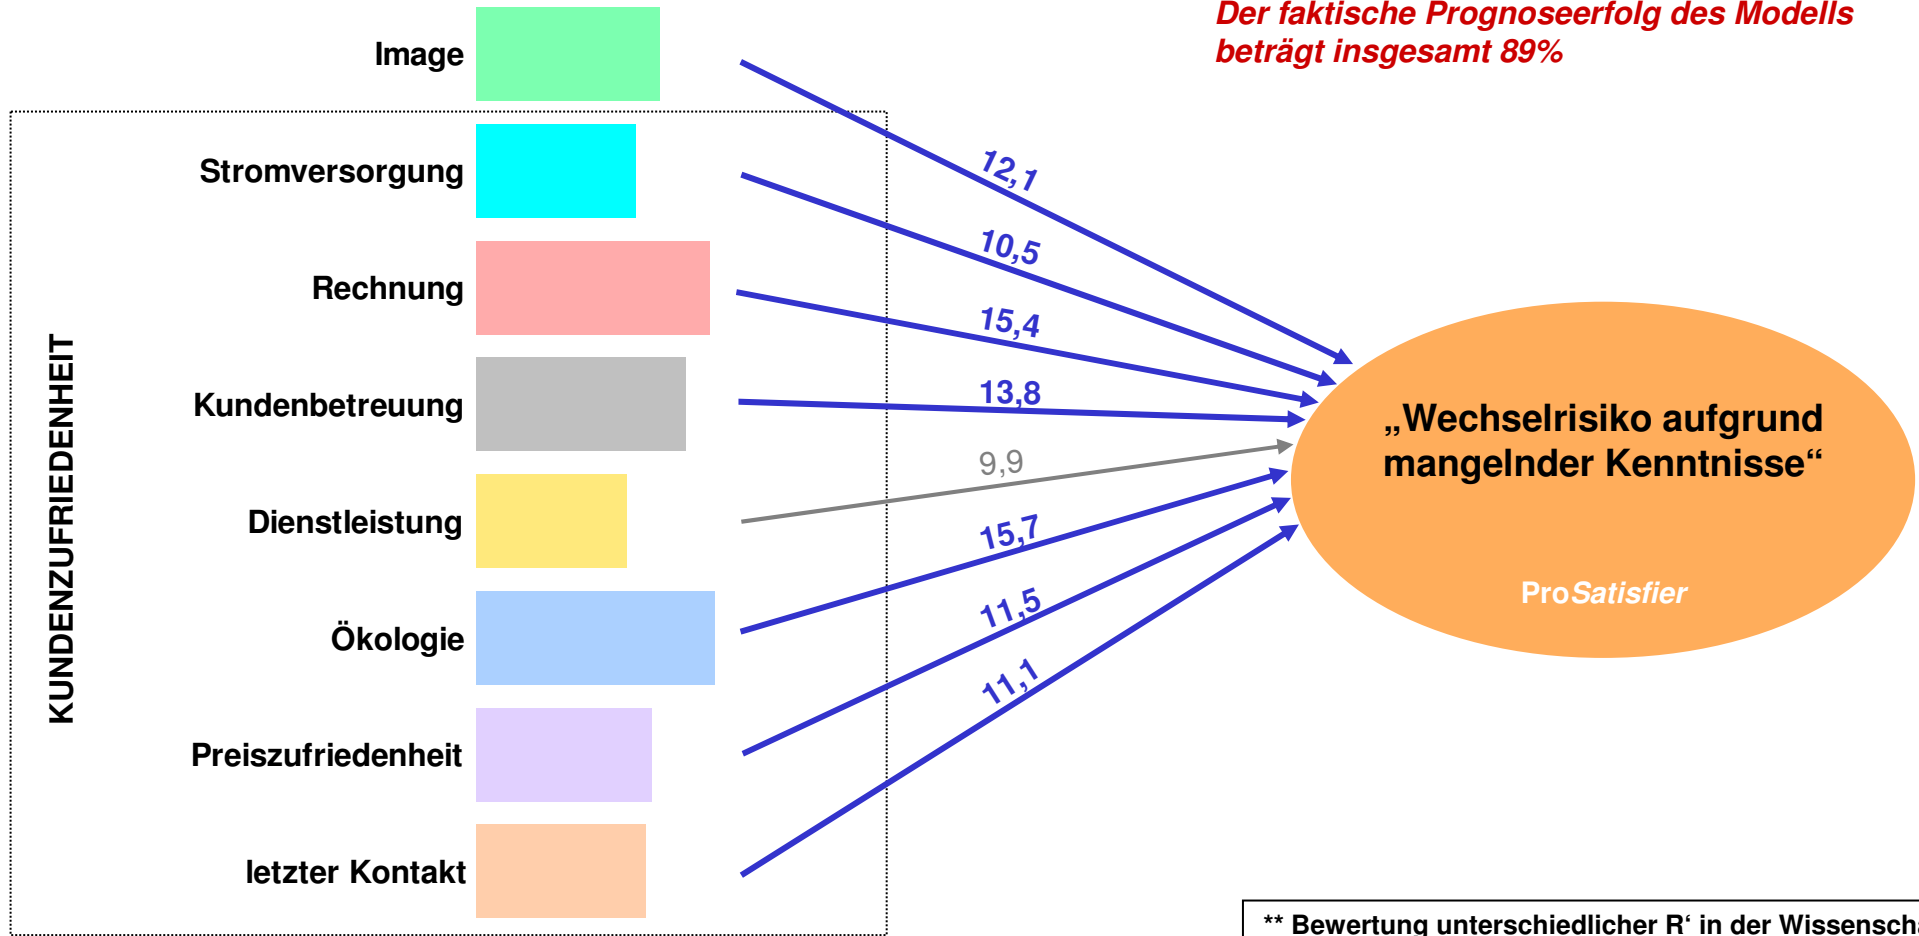 Der faktische Prognoseerfolg des Modells
beträgt insgesamt 89%
Image
Stromversorgung
Rechnung
Kundenbetreuung
Dienstleistung
Ökologie
Preiszufriedenheit
letzter Kontakt
KUNDENZUFRIEDENHEIT
12,1
10,5
15,4
13,8
9,9
15,7
11,5
11,1
„Wechselrisiko aufgrund
mangelnder Kenntnisse“
ProSatisfier
** Bewertung unterschiedlicher R‘ in der